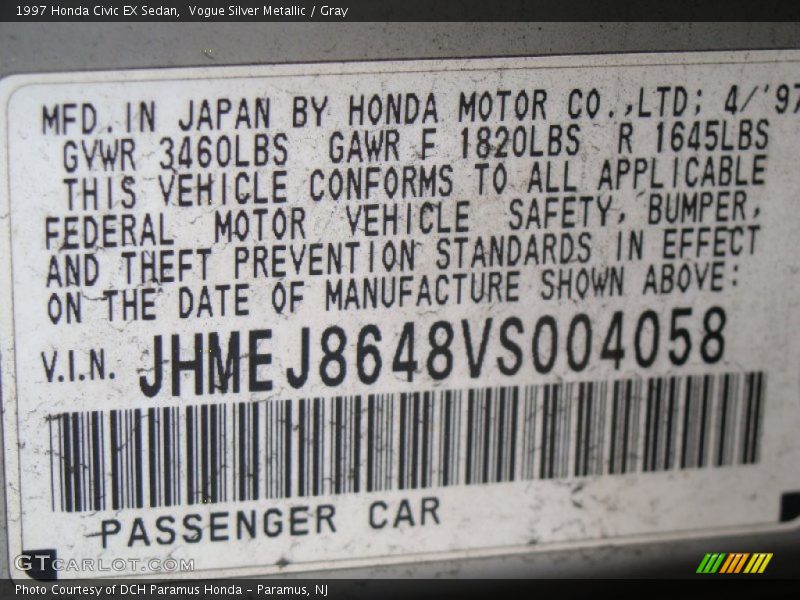 1997 Honda Civic EX Sedan, Vogue Silver Metallic / Gray
MFD. IN JAPAN BY HONDA MOTOR CO.,LTD; 4/'97
GVWR 3460LBS GAWR F 1820LBS R 1645LBS
THIS VEHICLE CONFORMS TO ALL APPLICABLE
FEDERAL MOTOR VEHICLE SAFETY, BUMPER,
AND THEFT PREVENTION STANDARDS IN EFFECT
ON THE DATE OF MANUFACTURE SHOWN ABOVE:
V.I.N. JHMEJ8648VS004058
PASSENGER CAR
GTCARLOT.COM
Photo Courtesy of DCH Paramus Honda - Paramus, NJ